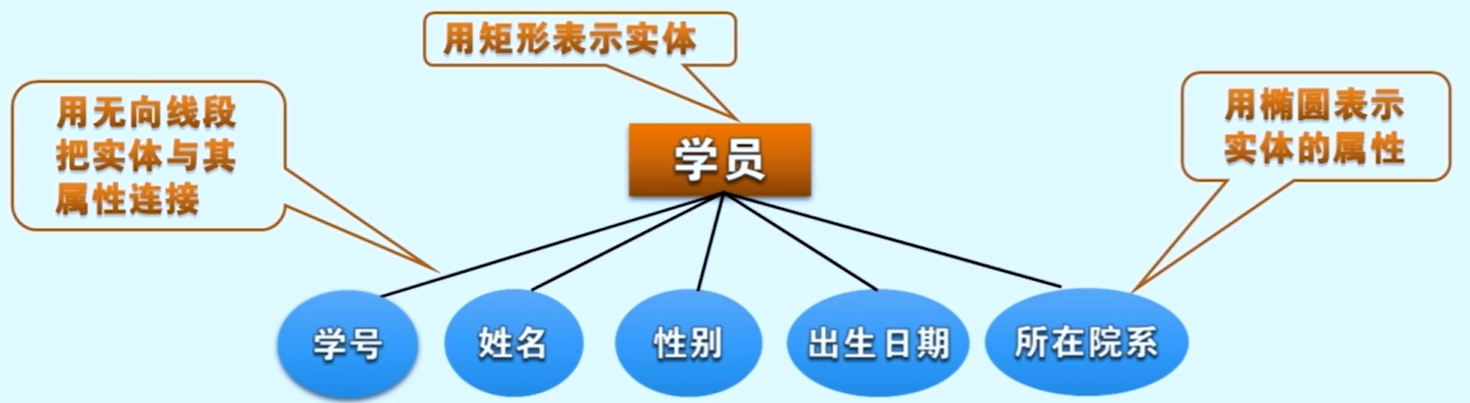 用矩形表示实体
用无向线段
把实体与其
属性连接
用椭圆表示
实体的属性
学员
学号
姓名
性别
出生日期
所在院系